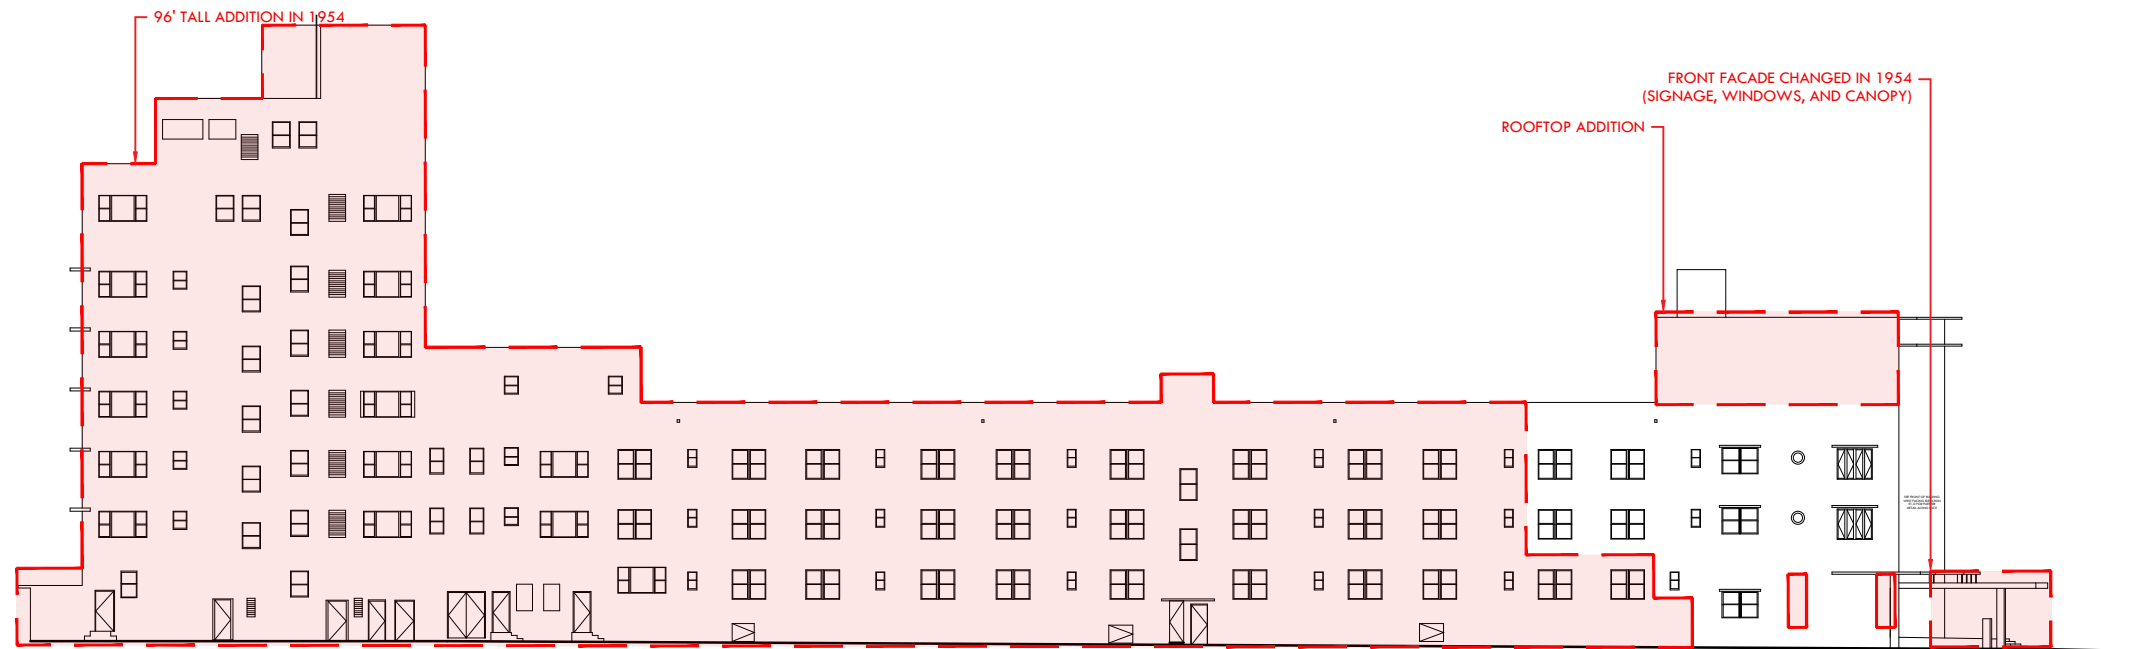 96' TALL ADDITION IN 1954
FRONT FACADE CHANGED IN 1954
(SIGNAGE, WINDOWS, AND CANOPY)
ROOFTOP ADDITION